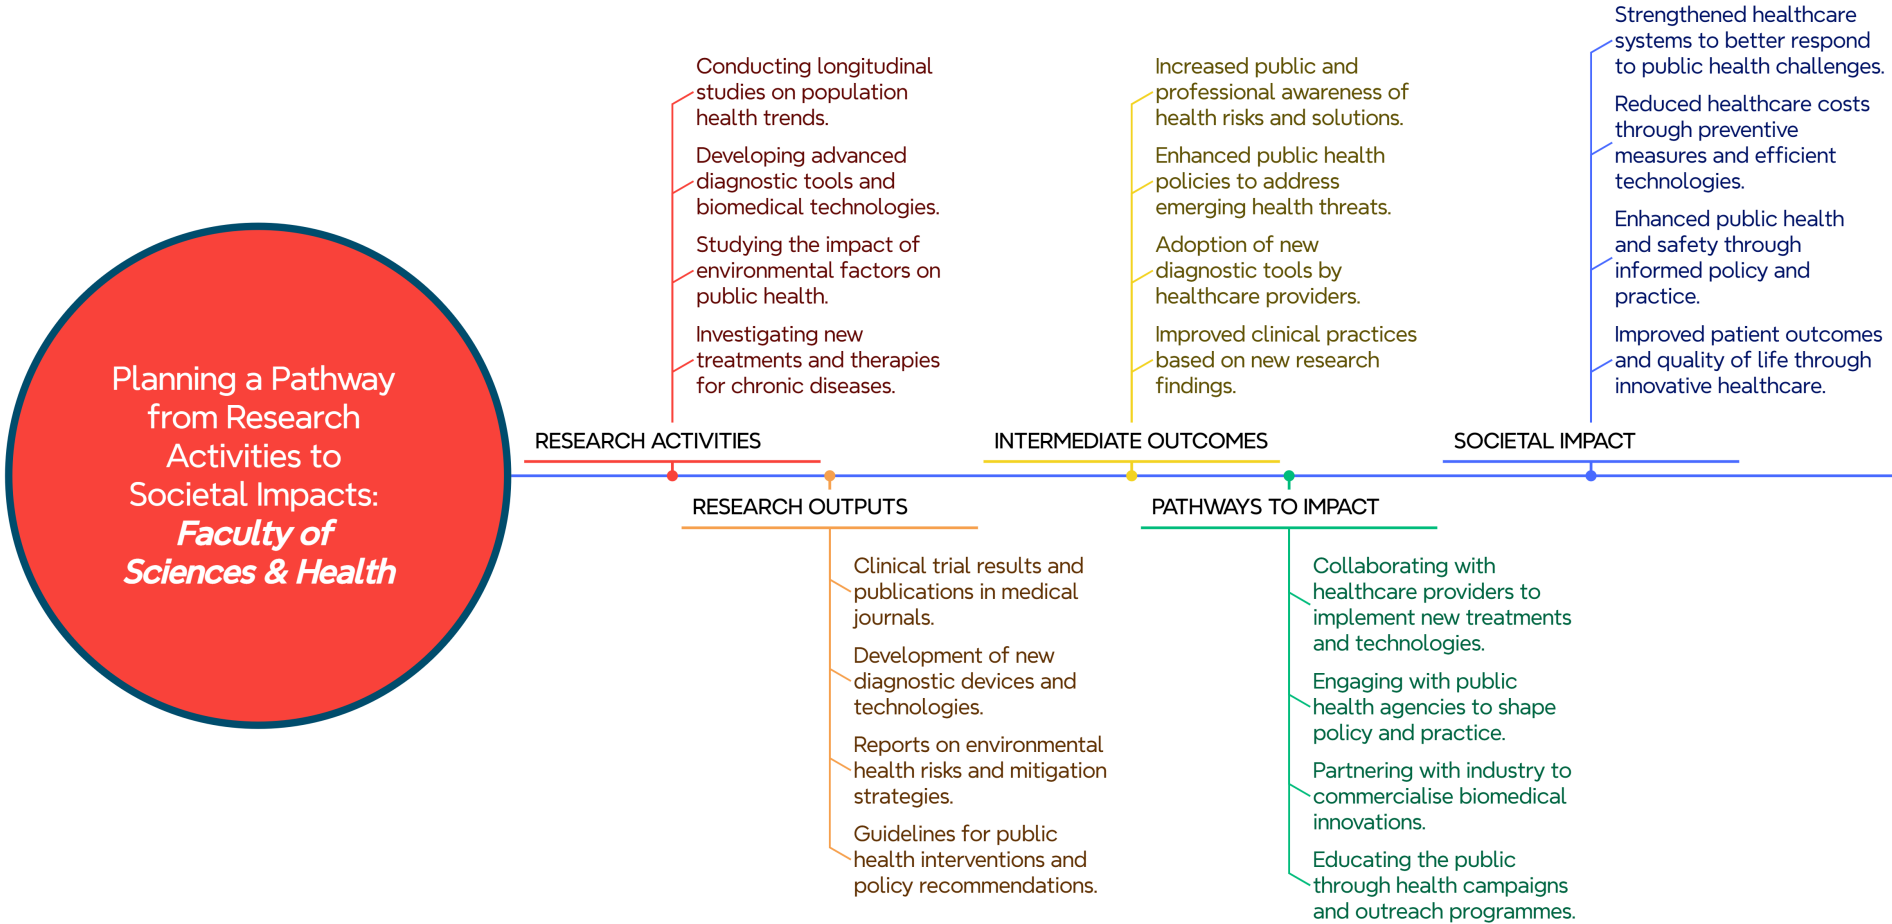 Planning a Pathway
from Research
Activities to
Societal Impacts:
Faculty of
Sciences & Health
RESEARCH ACTIVITIES
Conducting longitudinal
studies on population
health trends.
Developing advanced
diagnostic tools and
biomedical technologies.
Studying the impact of
environmental factors on
public health.
Investigating new
treatments and therapies
for chronic diseases.
RESEARCH OUTPUTS
Clinical trial results and
publications in medical
journals.
Development of new
diagnostic devices and
technologies.
Reports on environmental
health risks and mitigation
strategies.
Guidelines for public
health interventions and
policy recommendations.
INTERMEDIATE OUTCOMES
Increased public and
professional awareness of
health risks and solutions.
Enhanced public health
policies to address
emerging health threats.
Adoption of new
diagnostic tools by
healthcare providers.
Improved clinical practices
based on new research
findings.
PATHWAYS TO IMPACT
Collaborating with
healthcare providers to
implement new treatments
and technologies.
Engaging with public
health agencies to shape
policy and practice.
Partnering with industry to
commercialise biomedical
innovations.
Educating the public
through health campaigns
and outreach programmes.
SOCIETAL IMPACT
Strengthened healthcare
systems to better respond
to public health challenges.
Reduced healthcare costs
through preventive
measures and efficient
technologies.
Enhanced public health
and safety through
informed policy and
practice.
Improved patient outcomes
and quality of life through
innovative healthcare.